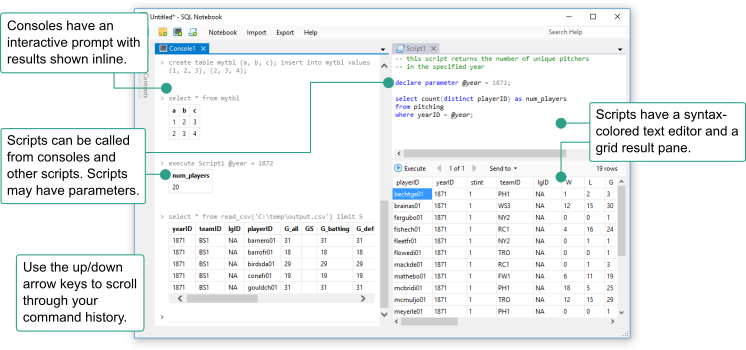 Consoles have an
interactive prompt with
results shown inline.
Scripts can be called
from consoles and
other scripts. Scripts
may have parameters.
Use the up/down
arrow keys to scroll
through your
command history.
Untitled* - SQL Notebook
Notebook Import Export Help
Search Help
Contents
Console1
> create table mytbl (a, b, c); insert into mytbl values
(1, 2, 3), (2, 3, 4);
> select * from mytbl
a b c
1 2 3
2 3 4
> execute Script1 @year = 1872
num_players
20
> select * from read_csv('C:\temp\output.csv') limit 5
yearID teamID lgID playerID G_all GS G_batting G_def
1871 BS1 NA barnero01 31 31 31
1871 BS1 NA barrofr01 18 18 18
1871 BS1 NA birdsda01 29 29 29
1871 BS1 NA conefr01 19 19 19
1871 BS1 NA gouldch01 31 31 31
>
Script1
-- this script returns the number of unique pitchers
-- in the specified year
declare parameter @year = 1871;
select count(distinct playerID) as num_players
from pitching
where yearID = @year;
Execute 1 of 1 Send to 19 rows
playerID yearID stint teamID lgID W L G
bechtge01 1871 1 PH1 NA 1 2 3
brainas01 1871 1 WS3 NA 12 15 30
fergubo01 1871 1 NY2 NA 0 0 1
fishech01 1871 1 RC1 NA 4 16 24
fleetfr01 1871 1 NY2 NA 0 1 1
flowedi01 1871 1 TRO NA 0 0 1
mackde01 1871 1 RC1 NA 0 1 3
mathebo01 1871 1 FW1 NA 6 11 19
mcbridi01 1871 1 PH1 NA 18 5 25
mcmuljo01 1871 1 TRO NA 12 15 29
meyerle01 1871 1 PH1 NA 0 0 1
Scripts have a syntax-
colored text editor and a
grid result pane.